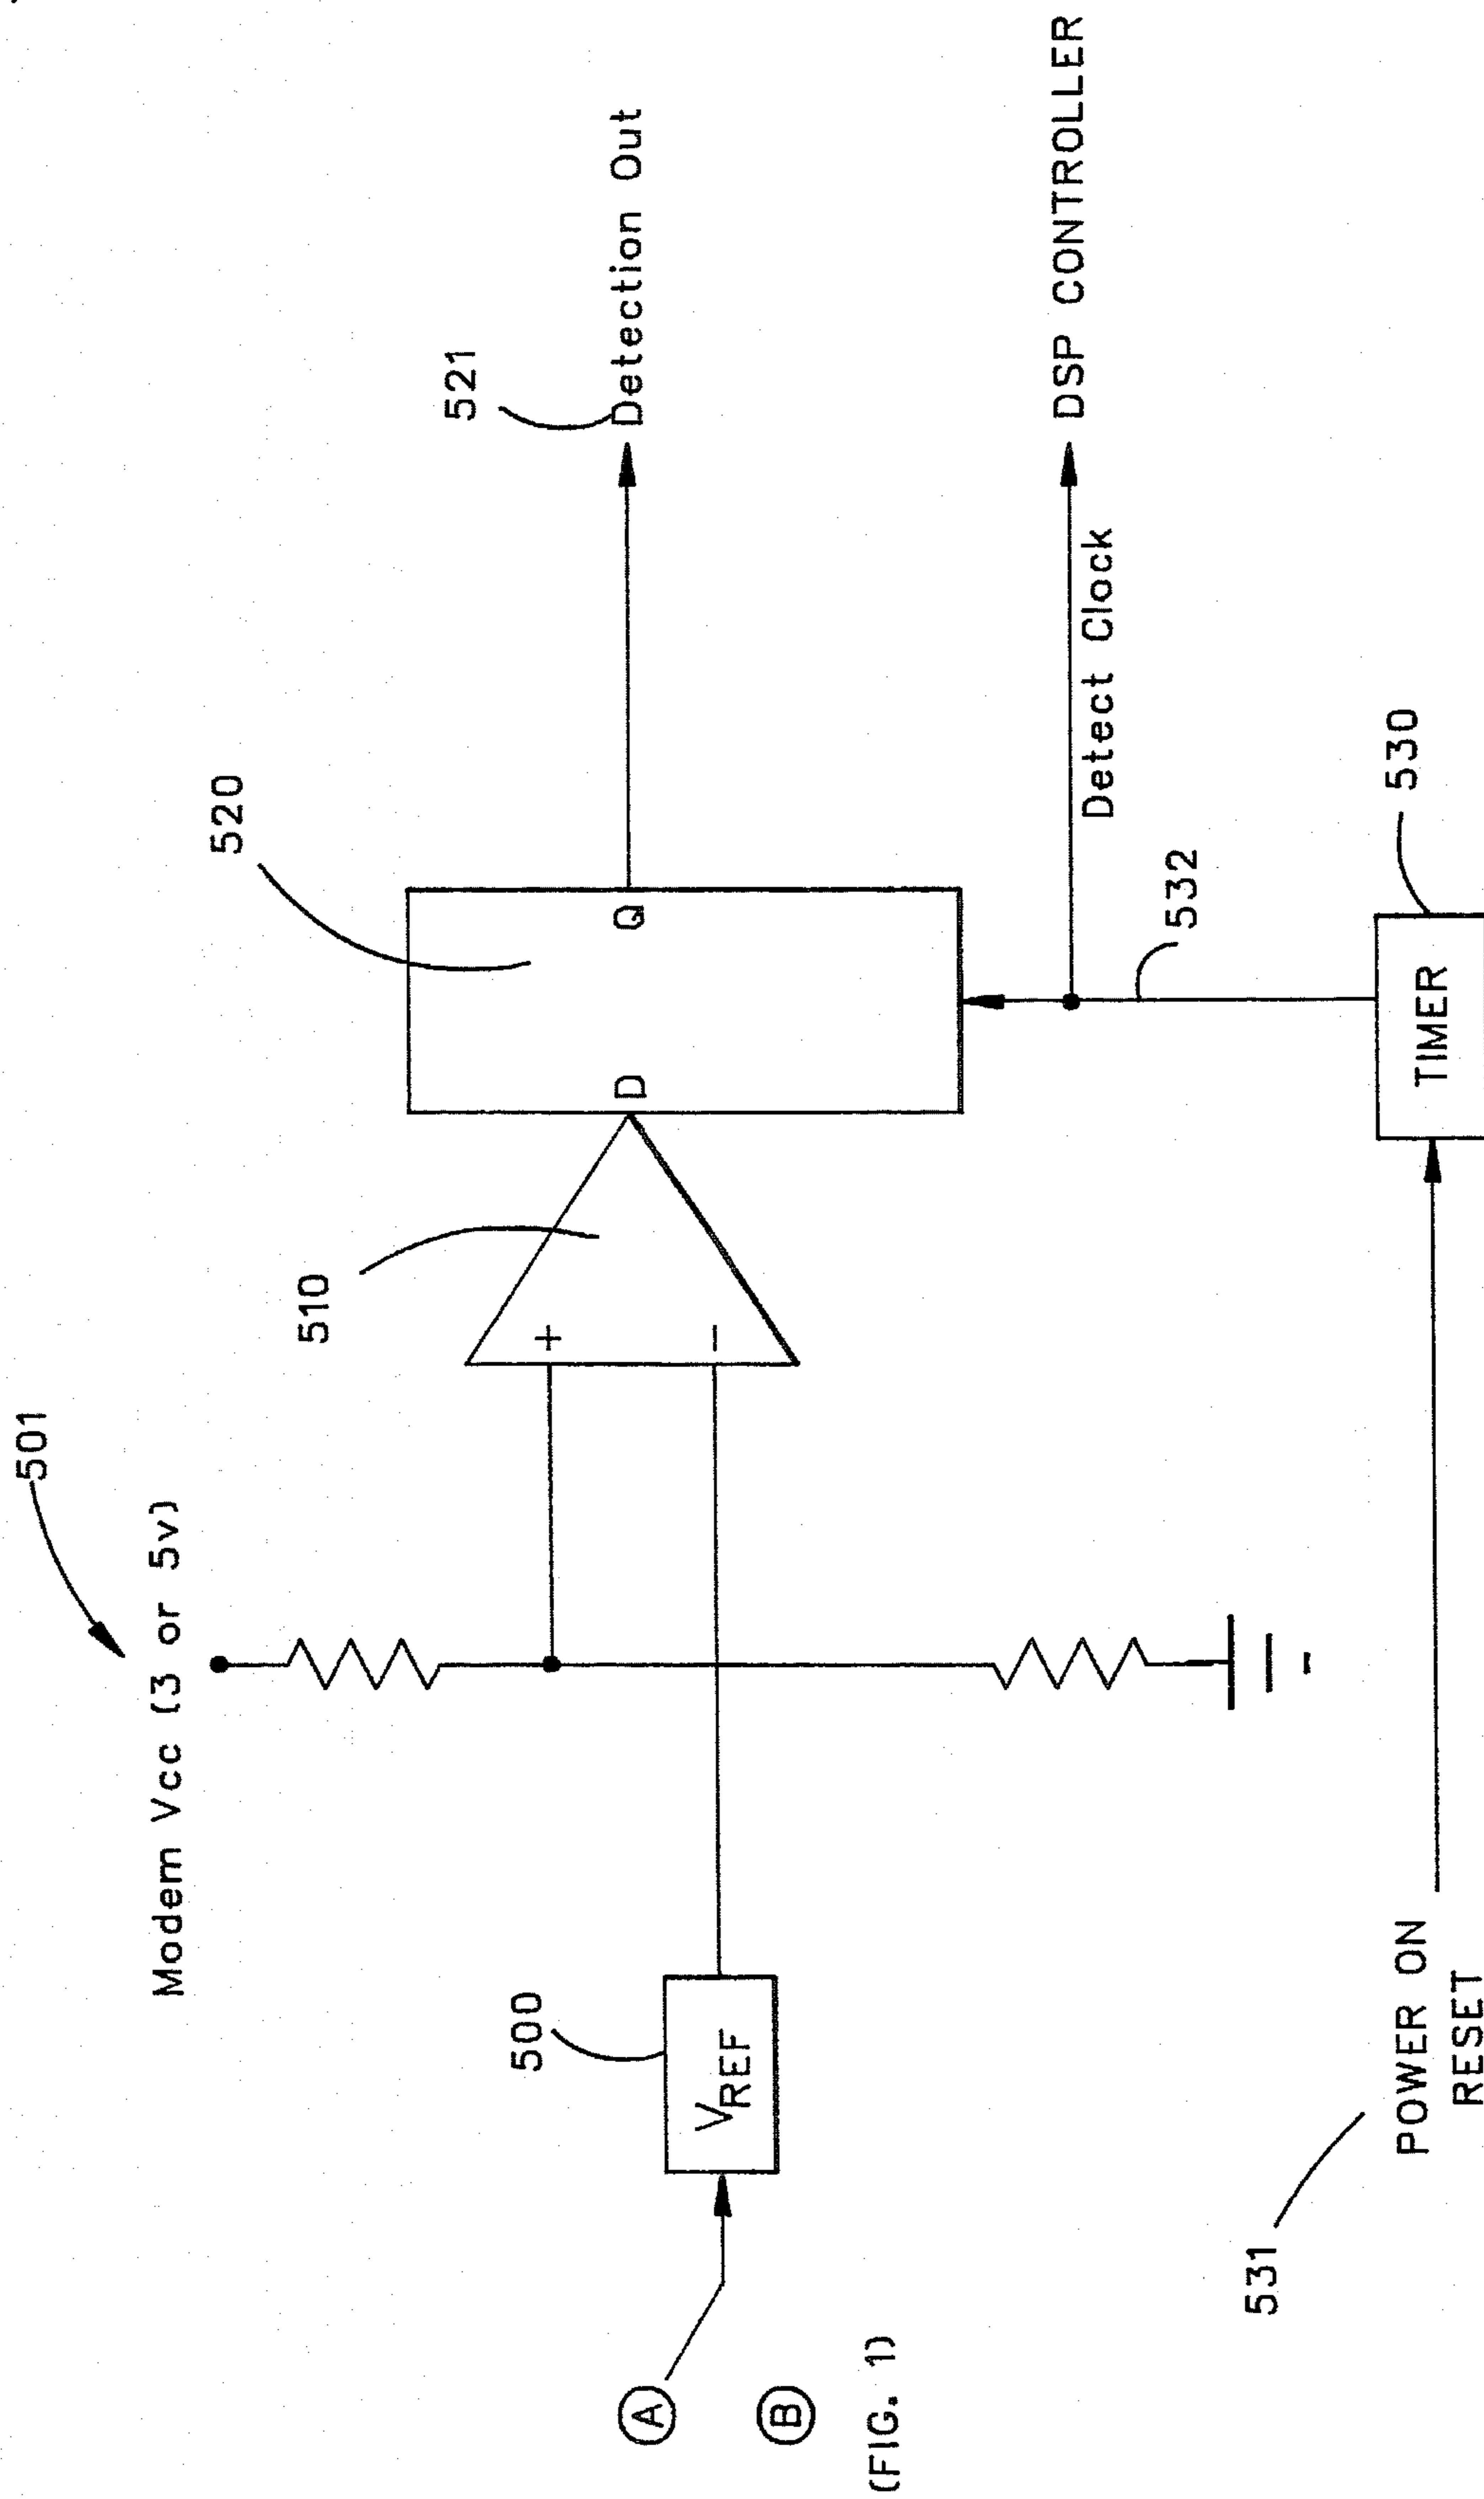 501
Modem Vcc (3 or 5v)
510
520
521
+
−
D
Q
Detection Out
500
VREF
A
B
(FIG. 1)
532
Detect Clock
DSP CONTROLLER
531
POWER ON
RESET
TIMER
530